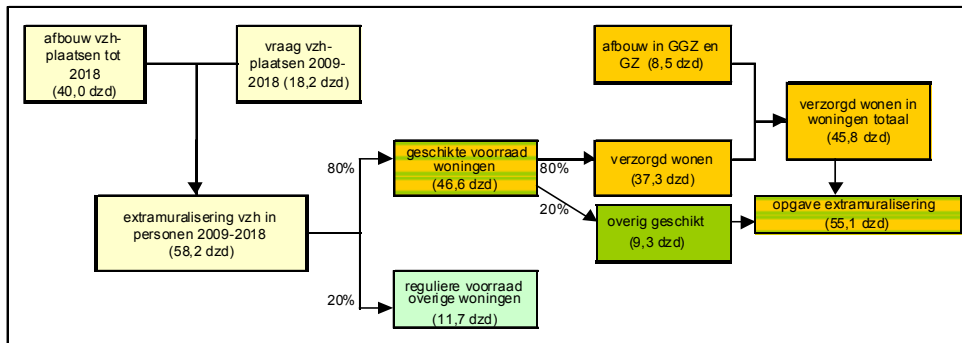 afbouw vzh-
plaatsen tot
2018
(40,0 dzd)
vraag vzh-
plaatsen 2009-
2018 (18,2 dzd)
afbouw in GGZ en
GZ (8,5 dzd)
verzorgd wonen in
woningen totaal
(45,8 dzd)
80%
geschikte voorraad
woningen
(46,6 dzd)
80%
verzorgd wonen
(37,3 dzd)
20%
extramuralisering vzh in
personen 2009-2018
(58,2 dzd)
overig geschikt
(9,3 dzd)
opgave extramuralisering
(55,1 dzd)
20%
reguliere voorraad
overige woningen
(11,7 dzd)